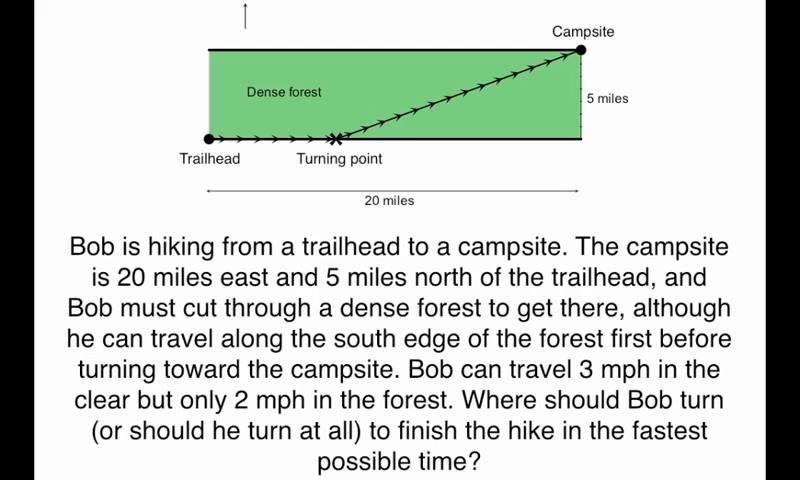 Campsite
Dense forest
5 miles
Trailhead
Turning point
20 miles
Bob is hiking from a trailhead to a campsite. The campsite
is 20 miles east and 5 miles north of the trailhead, and
Bob must cut through a dense forest to get there, although
he can travel along the south edge of the forest first before
turning toward the campsite. Bob can travel 3 mph in the
clear but only 2 mph in the forest. Where should Bob turn
(or should he turn at all) to finish the hike in the fastest
possible time?